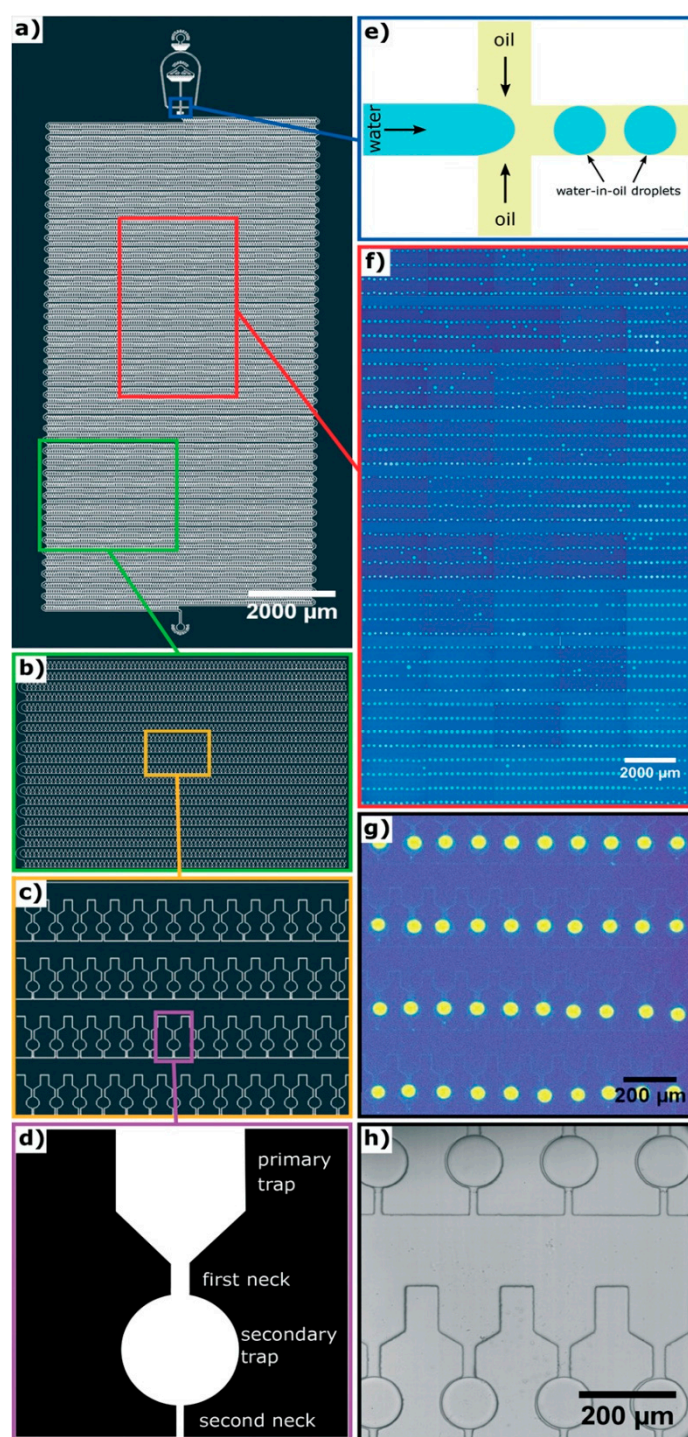 a)
2000 µm
b)
c)
d)
primary
trap
first neck
secondary
trap
second neck
e)
oil
water
water-in-oil droplets
oil
f)
2000 µm
g)
200 µm
h)
200 µm